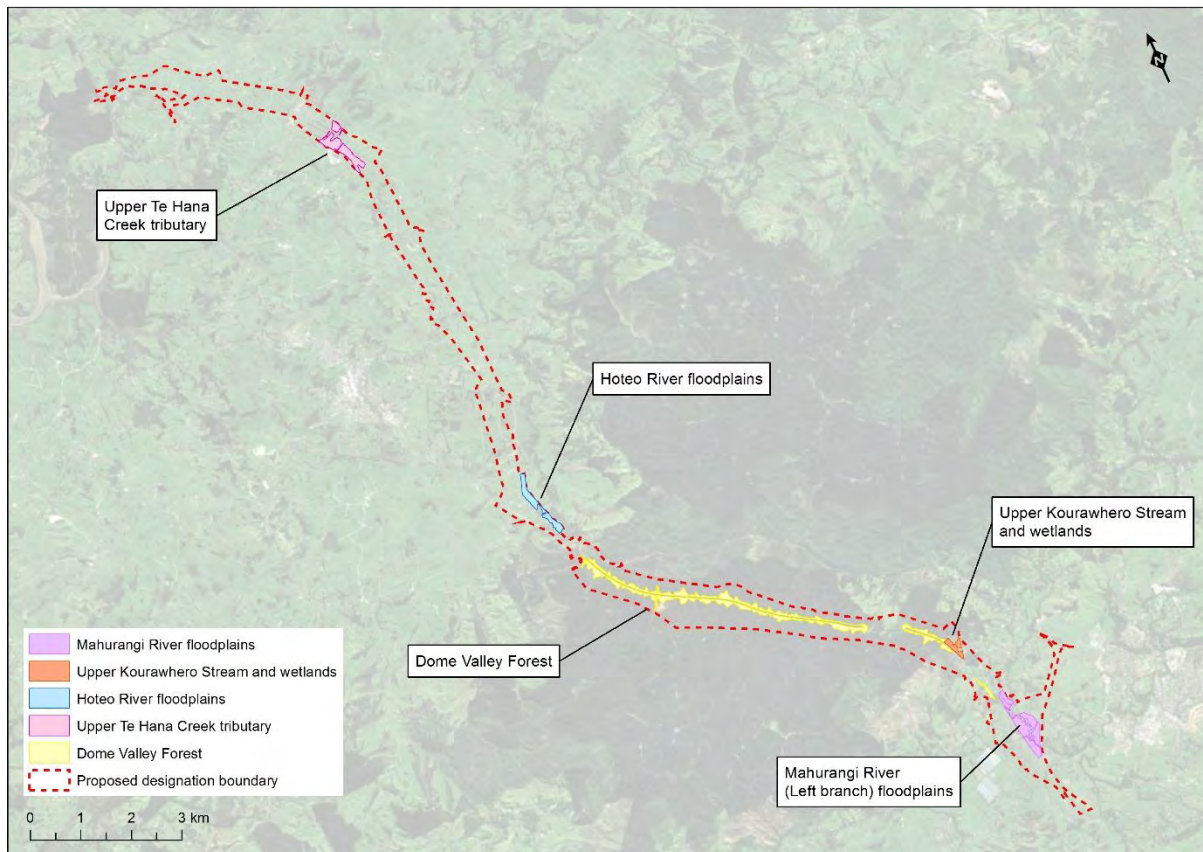 N
Upper Te Hana
Creek tributary
Hoteo River floodplains
Upper Kourawhero Stream
and wetlands
Dome Valley Forest
Mahurangi River
(Left branch) floodplains
Mahurangi River floodplains
Upper Kourawhero Stream and wetlands
Hoteo River floodplains
Upper Te Hana Creek tributary
Dome Valley Forest
Proposed designation boundary
0 1 2 3 km